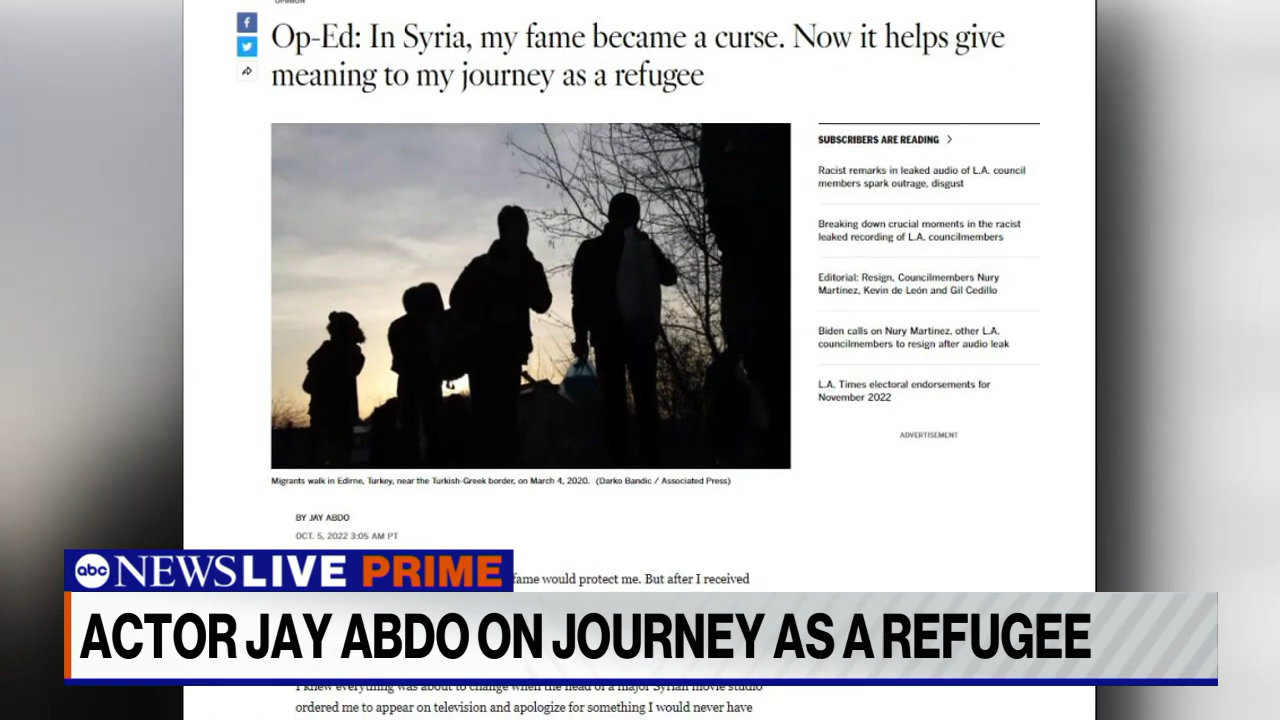 OPINION
Op-Ed: In Syria, my fame became a curse. Now it helps give
meaning to my journey as a refugee
SUBSCRIBERS ARE READING
Racist remarks in leaked audio of L.A. council
members spark outrage, disgust
Breaking down crucial moments in the racist
leaked recording of L.A. councilmembers
Editorial: Resign, Councilmembers Nury
Martinez, Kevin de León and Gil Cedillo
Biden calls on Nury Martinez, other L.A.
councilmembers to resign after audio leak
L.A. Times electoral endorsements for
November 2022
ADVERTISEMENT
Migrants walk in Edirne, Turkey, near the Turkish-Greek border, on March 4, 2020. (Darko Bandic / Associated Press)
BY JAY ABDO
OCT. 5, 2022 3:05 AM PT
fame would protect me. But after I received
abc NEWS LIVE PRIME
ACTOR JAY ABDO ON JOURNEY AS A REFUGEE
I knew everything was about to change when the head of a major Syrian movie studio
ordered me to appear on television and apologize for something I would never have